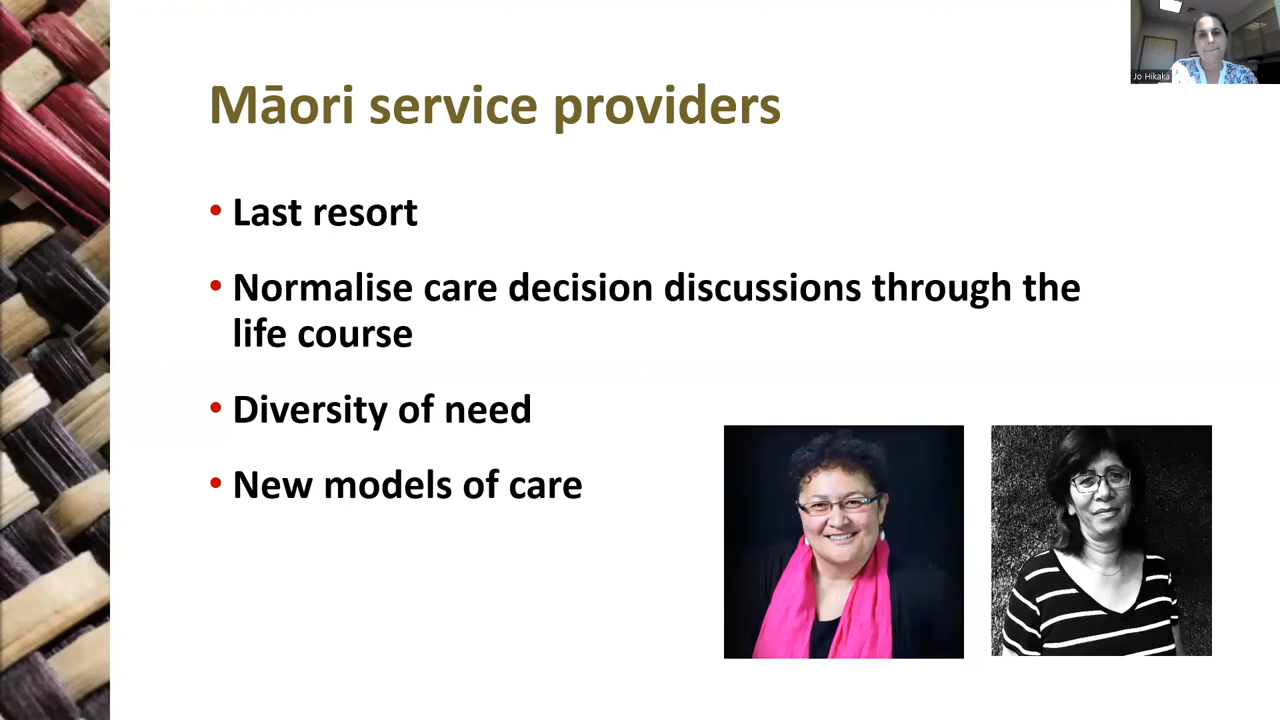 Jo Hikaka
Māori service providers
• Last resort
• Normalise care decision discussions through the
life course
• Diversity of need
• New models of care